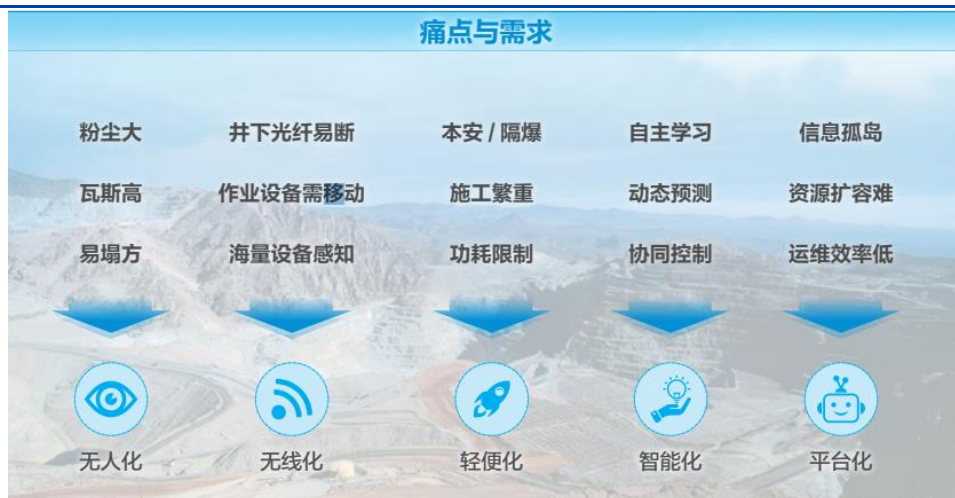 痛点与需求
粉尘大 井下光纤易断 本安 / 隔爆 自主学习 信息孤岛
瓦斯高 作业设备需移动 施工繁重 动态预测 资源扩容难
易塌方 海量设备感知 功耗限制 协同控制 运维效率低
无人化 无线化 轻便化 智能化 平台化